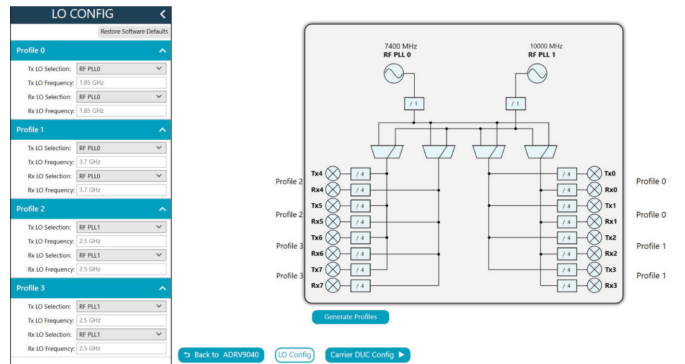 LO CONFIG <
Restore Software Defaults
Profile 0
Tx LO Selection: RF PLL0
Tx LO Frequency: 1.85 GHz
Rx LO Selection: RF PLL0
Rx LO Frequency: 1.85 GHz
Profile 1
Tx LO Selection: RF PLL0
Tx LO Frequency: 3.7 GHz
Rx LO Selection: RF PLL0
Rx LO Frequency: 3.7 GHz
Profile 2
Tx LO Selection: RF PLL1
Tx LO Frequency: 2.5 GHz
Rx LO Selection: RF PLL1
Rx LO Frequency: 2.5 GHz
Profile 3
Tx LO Selection: RF PLL1
Tx LO Frequency: 2.5 GHz
Rx LO Selection: RF PLL1
Rx LO Frequency: 2.5 GHz
7400 MHz
RF PLL 0
10000 MHz
RF PLL 1
/ 1
/ 1
Profile 2
Tx4 / 4
Rx4 / 4
Profile 2
Tx5 / 4
Rx5 / 4
Profile 3
Tx6 / 4
Rx6 / 4
Profile 3
Tx7 / 4
Rx7 / 4
/ 4 Tx0
Profile 0
/ 4 Rx0
/ 4 Tx1
Profile 0
/ 4 Rx1
/ 4 Tx2
Profile 1
/ 4 Rx2
/ 4 Tx3
Profile 1
/ 4 Rx3
Generate Profiles
Back to ADRV9040
LO Config
Carrier DUC Config